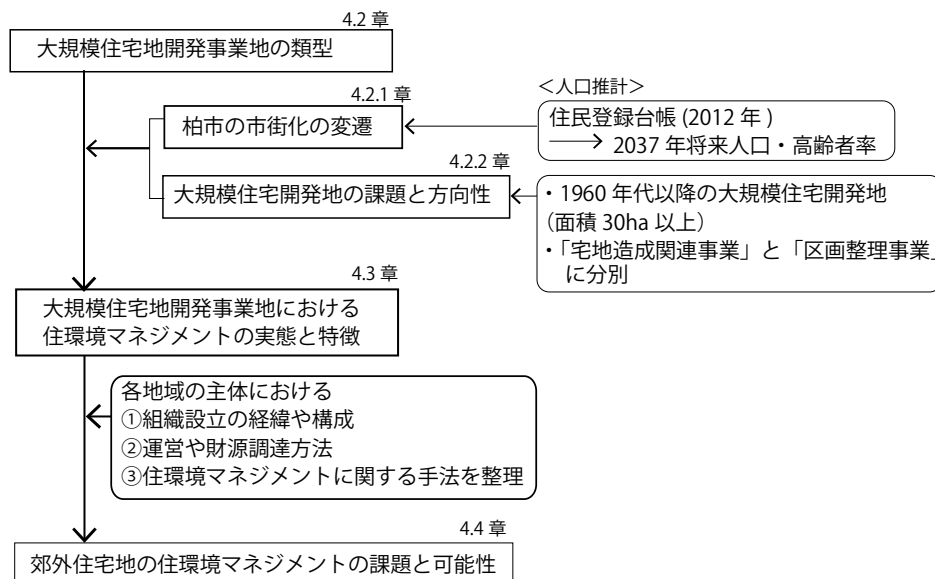 4.2 章
大規模住宅地開発事業地の類型
4.2.1 章
柏市の市街化の変遷
＜人口推計＞
住民登録台帳 (2012 年 )
2037 年将来人口・高齢者率
4.2.2 章
大規模住宅開発地の課題と方向性
・1960 年代以降の大規模住宅開発地
（面積 30ha 以上）
・「宅地造成関連事業」と「区画整理事業」
に分別
4.3 章
大規模住宅地開発事業地における
住環境マネジメントの実態と特徴
各地域の主体における
①組織設立の経緯や構成
②運営や財源調達方法
③住環境マネジメントに関する手法を整理
4.4 章
郊外住宅地の住環境マネジメントの課題と可能性